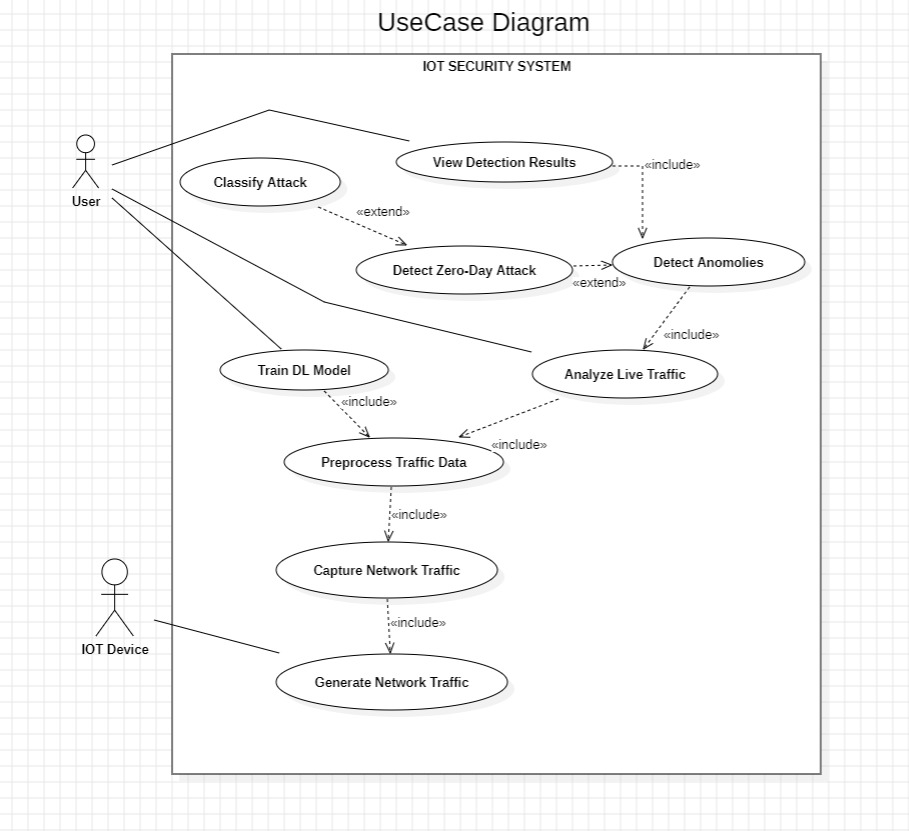 UseCase Diagram
IOT SECURITY SYSTEM
View Detection Results
«include»
User
Classify Attack
«extend»
Detect Zero-Day Attack
«extend»
Detect Anomolies
«include»
Train DL Model
«include»
Analyze Live Traffic
«include»
Preprocess Traffic Data
«include»
Capture Network Traffic
«include»
IOT Device
Generate Network Traffic